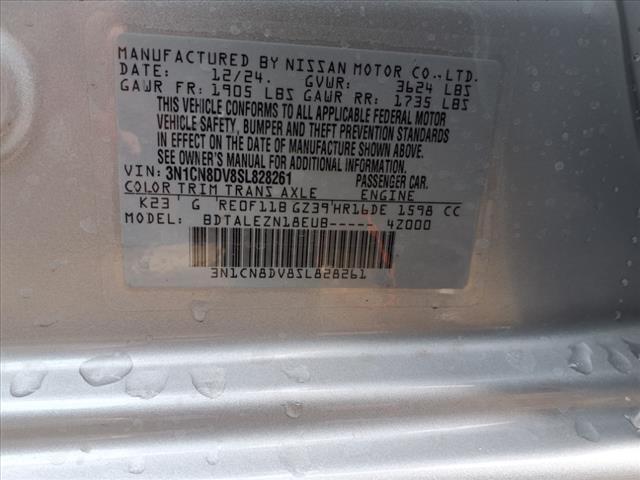 MANUFACTURED BY NISSAN MOTOR CO.,LTD.
DATE: 12/24. GVWR: 3624 LBS
GAWR FR: 1905 LBS GAWR RR: 1735 LBS
THIS VEHICLE CONFORMS TO ALL APPLICABLE FEDERAL MOTOR
VEHICLE SAFETY, BUMPER AND THEFT PREVENTION STANDARDS
IN EFFECT ON THE DATE OF MANUFACTURE SHOWN ABOVE.
SEE OWNER'S MANUAL FOR ADDITIONAL INFORMATION.
VIN: 3N1CN8DV8SL828261 PASSENGER CAR.
COLOR TRIM TRANS AXLE ENGINE
K23 G RE0F11B GZ39 HR16DE 1598 CC
MODEL: BDTALEZN18EUB----- 42000
3N1CN8DV8SL828261